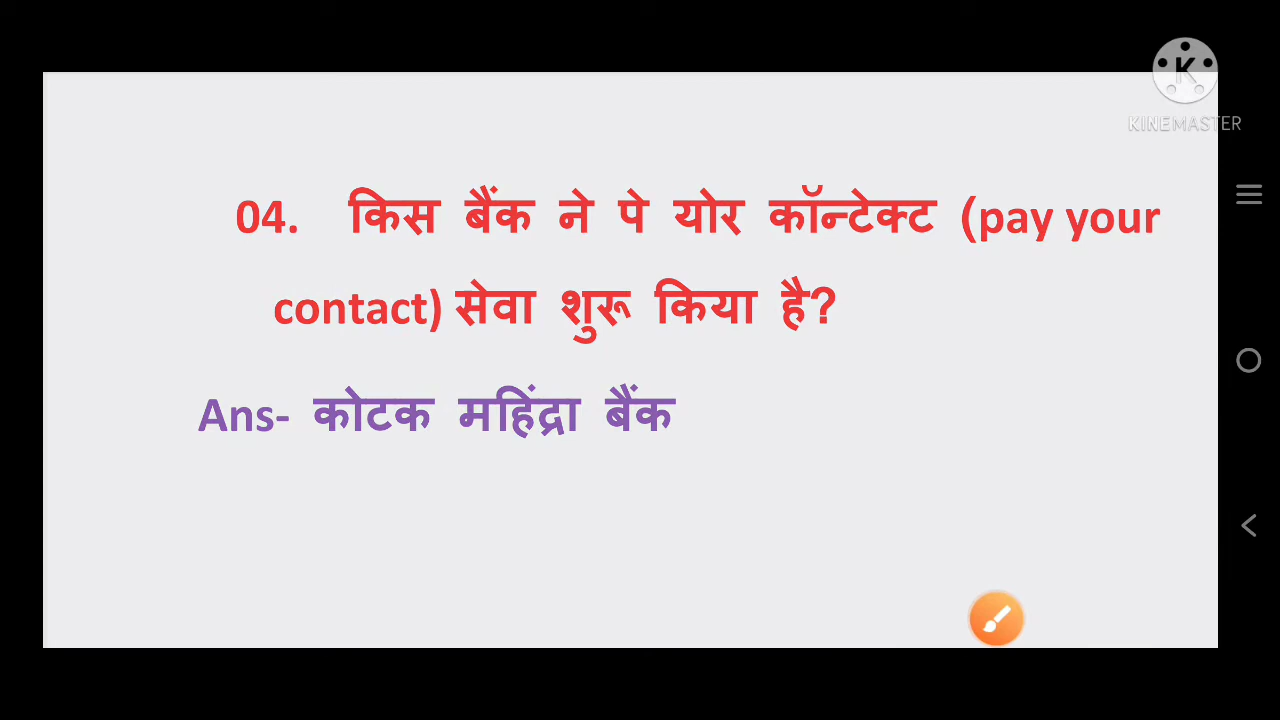 KINEMASTER
04. किस बैंक ने पे योर कॉन्टेक्ट (pay your
contact) सेवा शुरू किया है?
Ans- कोटक महिंद्रा बैंक